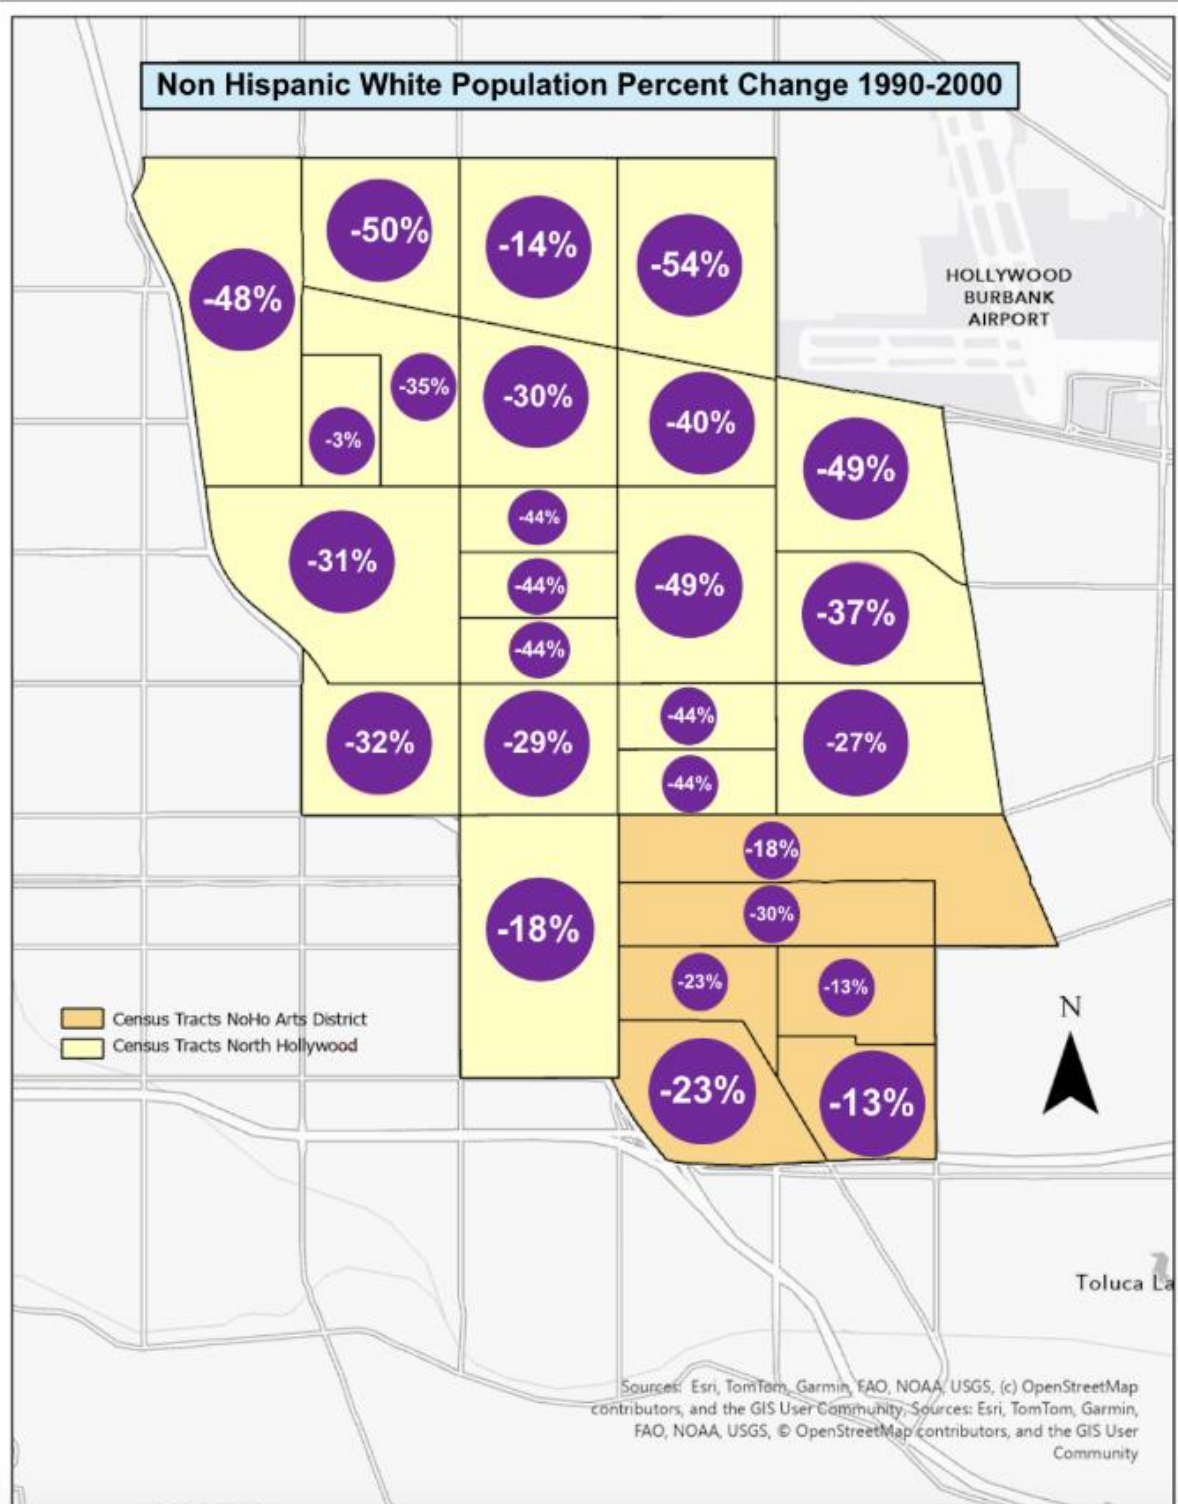 Non Hispanic White Population Percent Change 1990-2000
-50%
-14%
-54%
-48%
HOLLYWOOD
BURBANK
AIRPORT
-35%
-30%
-40%
-3%
-49%
-44%
-31%
-44%
-49%
-37%
-44%
-44%
-32%
-29%
-27%
-44%
-18%
-30%
-18%
-23%
-13%
N
Census Tracts NoHo Arts District
Census Tracts North Hollywood
-23%
-13%
Toluca La
Sources: Esri, TomTom, Garmin, FAO, NOAA, USGS, (c) OpenStreetMap
contributors, and the GIS User Community, Sources: Esri, TomTom, Garmin,
FAO, NOAA, USGS, © OpenStreetMap contributors, and the GIS User
Community